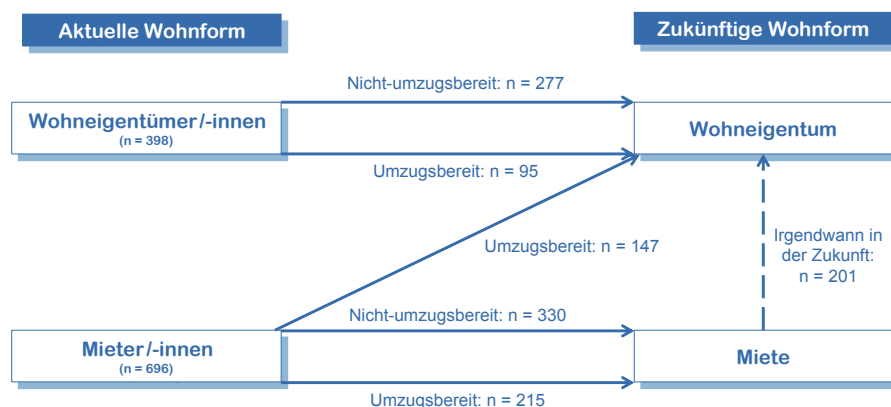 Aktuelle Wohnform
Zukünftige Wohnform
Nicht-umzugsbereit: n = 277
Wohneigentümer/-innen
(n = 398)
Wohneigentum
Umzugsbereit: n = 95
Umzugsbereit: n = 147
Irgendwann in
der Zukunft:
n = 201
Nicht-umzugsbereit: n = 330
Mieter/-innen
(n = 696)
Miete
Umzugsbereit: n = 215